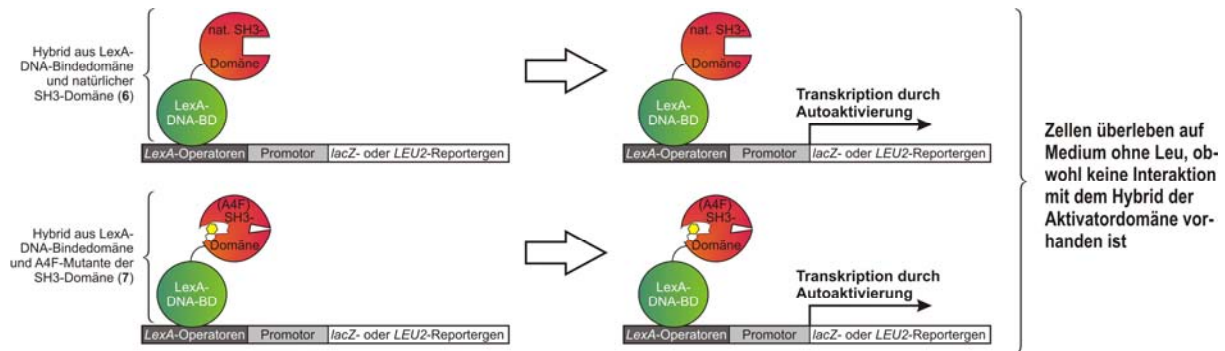 Hybrid aus LexA-
DNA-Bindedomäne
und natürlicher
SH3-Domäne (6)
nat. SH3-
Domäne
LexA-
DNA-BD
LexA-Operatoren Promotor lacZ- oder LEU2-Reportergen
nat. SH3-
Domäne
LexA-
DNA-BD
Transkription durch
Autoaktivierung
LexA-Operatoren Promotor lacZ- oder LEU2-Reportergen
Hybrid aus LexA-
DNA-Bindedomäne
und A4F-Mutante der
SH3-Domäne (7)
(A4F)
SH3-
Domäne
LexA-
DNA-BD
LexA-Operatoren Promotor lacZ- oder LEU2-Reportergen
(A4F)
SH3-
Domäne
LexA-
DNA-BD
Transkription durch
Autoaktivierung
LexA-Operatoren Promotor lacZ- oder LEU2-Reportergen
Zellen überleben auf
Medium ohne Leu, ob-
wohl keine Interaktion
mit dem Hybrid der
Aktivatordomäne vor-
handen ist